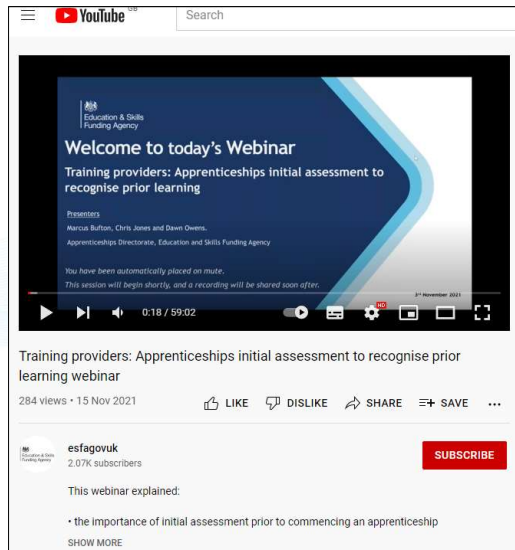 YouTube GB
Search
Education & Skills
Funding Agency
Welcome to today's Webinar
Training providers: Apprenticeships initial assessment to
recognise prior learning
Presenters
Marcus Bufton, Chris Jones and Dawn Owens.
Apprenticeships Directorate, Education and Skills Funding Agency
You have been automatically placed on mute.
This session will begin shortly, and a recording will be shared soon after.
3rd November 2021
0:18 / 59:02
HD
Training providers: Apprenticeships initial assessment to recognise prior
learning webinar
284 views • 15 Nov 2021
LIKE DISLIKE SHARE SAVE ...
Education & Skills
Funding Agency
esfagovuk
2.07K subscribers
SUBSCRIBE
This webinar explained:
• the importance of initial assessment prior to commencing an apprenticeship
SHOW MORE